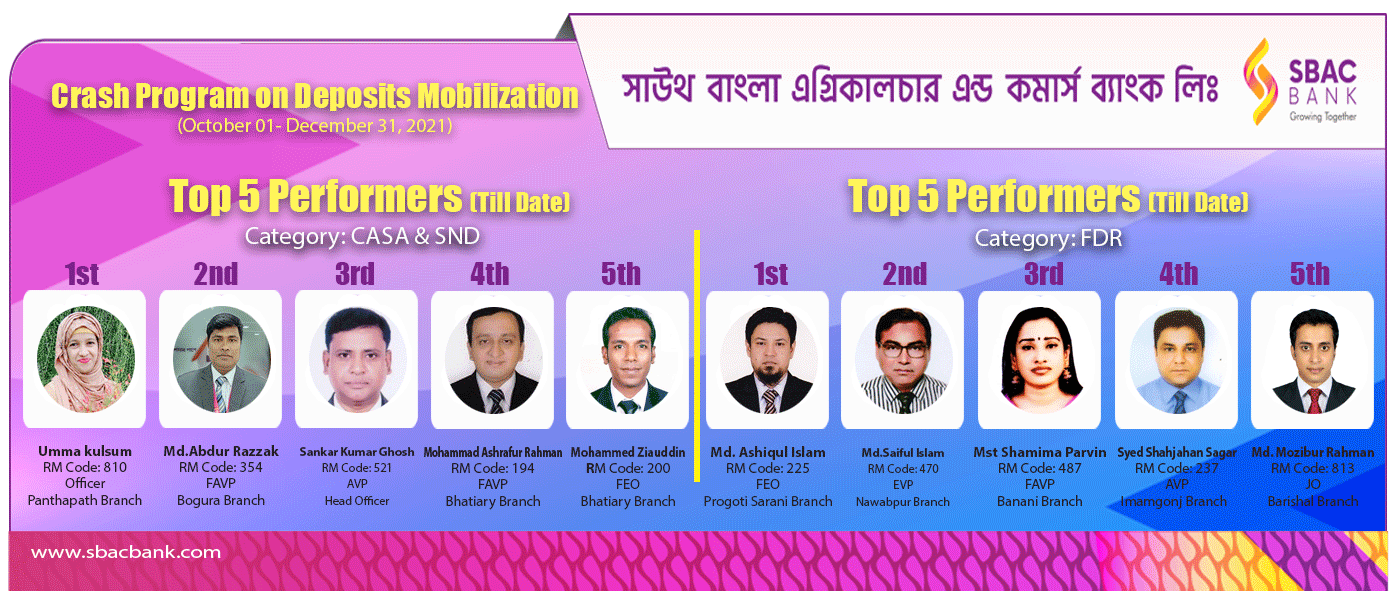 Crash Program on Deposits Mobilization
(October 01- December 31, 2021)
সাউথ বাংলা এগ্রিকালচার এন্ড কমার্স ব্যাংক লিঃ
SBAC
BANK
Growing Together
Top 5 Performers (Till Date)
Category: CASA & SND
1st
2nd
3rd
4th
5th
Umma kulsum
RM Code: 810
Officer
Panthapath Branch
Md.Abdur Razzak
RM Code: 354
FAVP
Bogura Branch
Sankar Kumar Ghosh
RM Code: 521
AVP
Head Officer
Mohammad Ashrafur Rahman
RM Code: 194
FAVP
Bhatiary Branch
Mohammed Ziauddin
RM Code: 200
FEO
Bhatiary Branch
Top 5 Performers (Till Date)
Category: FDR
1st
2nd
3rd
4th
5th
Md. Ashiqul Islam
RM Code: 225
FEO
Progoti Sarani Branch
Md.Saiful Islam
RM Code: 470
EVP
Nawabpur Branch
Mst Shamima Parvin
RM Code: 487
FAVP
Banani Branch
Syed Shahjahan Sagar
RM Code: 237
AVP
Imamgonj Branch
Md. Mozibur Rahman
RM Code: 813
JO
Barishal Branch
www.sbacbank.com